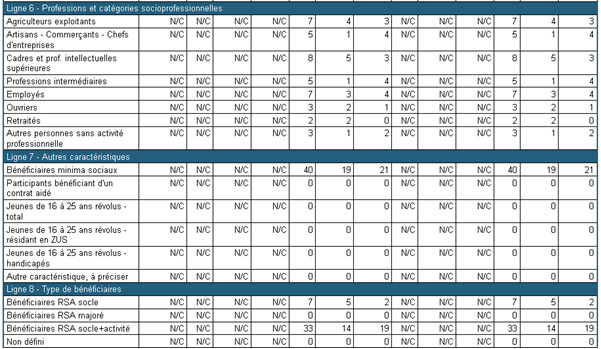 Ligne 6 - Professions et catégories socioprofessionnelles
Agriculteurs exploitants N/C N/C N/C N/C 7 4 3 N/C N/C N/C 7 4 3
Artisans - Commerçants - Chefs
d'entreprises N/C N/C N/C N/C 5 1 4 N/C N/C N/C 5 1 4
Cadres et prof. intellectuelles
supérieures N/C N/C N/C N/C 8 5 3 N/C N/C N/C 8 5 3
Professions intermédiaires N/C N/C N/C N/C 5 1 4 N/C N/C N/C 5 1 4
Employés N/C N/C N/C N/C 7 3 4 N/C N/C N/C 7 3 4
Ouvriers N/C N/C N/C N/C 3 2 1 N/C N/C N/C 3 2 1
Retraités N/C N/C N/C N/C 2 2 0 N/C N/C N/C 2 2 0
Autres personnes sans activité
professionnelle N/C N/C N/C N/C 3 1 2 N/C N/C N/C 3 1 2
Ligne 7 - Autres caractéristiques
Bénéficiaires minima sociaux N/C N/C N/C N/C 40 19 21 N/C N/C N/C 40 19 21
Participants bénéficiant d'un
contrat aidé N/C N/C N/C N/C 0 0 0 N/C N/C N/C 0 0 0
Jeunes de 16 à 25 ans révolus -
total N/C N/C N/C N/C 0 0 0 N/C N/C N/C 0 0 0
Jeunes de 16 à 25 ans révolus -
résidant en ZUS N/C N/C N/C N/C 0 0 0 N/C N/C N/C 0 0 0
Jeunes de 16 à 25 ans révolus -
handicapés N/C N/C N/C N/C 0 0 0 N/C N/C N/C 0 0 0
Autre caractéristique, à préciser N/C N/C N/C N/C 0 0 0 N/C N/C N/C 0 0 0
Ligne 8 - Type de bénéficiaires
Bénéficiaires RSA socle N/C N/C N/C N/C 7 5 2 N/C N/C N/C 7 5 2
Bénéficiaires RSA majoré N/C N/C N/C N/C 0 0 0 N/C N/C N/C 0 0 0
Bénéficiaires RSA socle+activité N/C N/C N/C N/C 33 14 19 N/C N/C N/C 33 14 19
Non défini N/C N/C N/C N/C 0 0 0 N/C N/C N/C 0 0 0